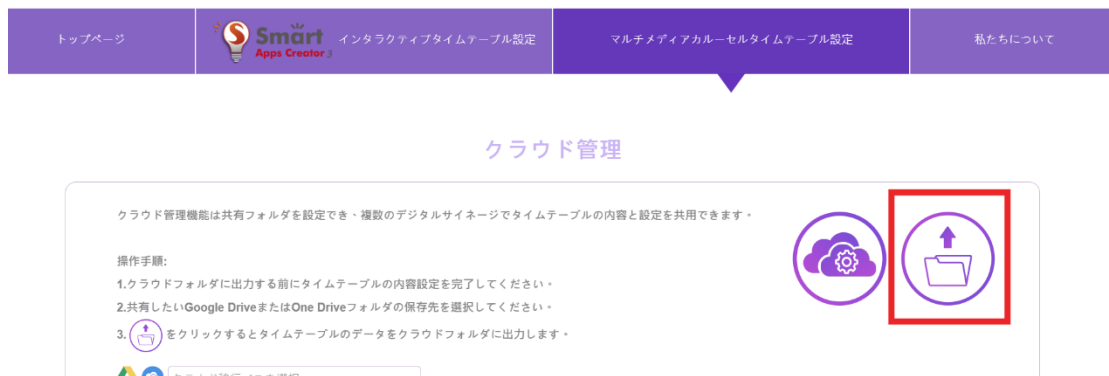 トップページ
Smart
Apps Creator 3
インタラクティブタイムテーブル設定
マルチメディアカルーセルタイムテーブル設定
私たちについて
クラウド管理
クラウド管理機能は共有フォルダを設定でき、複数のデジタルサイネージでタイムテーブルの内容と設定を共用できます。
操作手順:
1.クラウドフォルダに出力する前にタイムテーブルの内容設定を完了してください。
2.共有したいGoogle DriveまたはOne Driveフォルダの保存先を選択してください。
3. をクリックするとタイムテーブルのデータをクラウドフォルダに出力します。